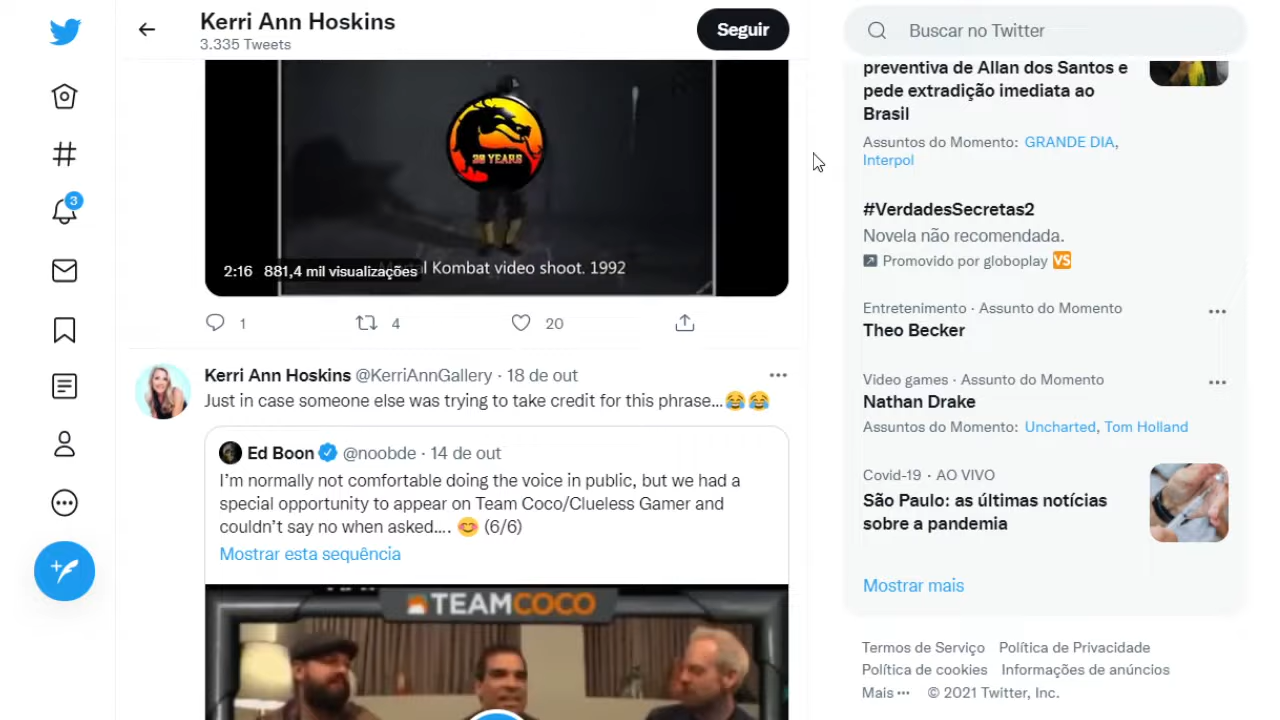 Kerri Ann Hoskins
3.335 Tweets
Seguir
30 YEARS
2:16 881,4 mil visualizações
l Kombat video shoot. 1992
1 4 20
Kerri Ann Hoskins @KerriAnnGallery · 18 de out
Just in case someone else was trying to take credit for this phrase...😂😂
Ed Boon @noobde · 14 de out
I'm normally not comfortable doing the voice in public, but we had a
special opportunity to appear on Team Coco/Clueless Gamer and
couldn't say no when asked.... 😊 (6/6)
Mostrar esta sequência
TEAMCOCO
3
Buscar no Twitter
preventiva de Allan dos Santos e
pede extradição imediata ao
Brasil
Assuntos do Momento: GRANDE DIA,
Interpol
#VerdadesSecretas2
Novela não recomendada.
Promovido por globoplay VS
Entretenimento · Assunto do Momento
Theo Becker
Video games · Assunto do Momento
Nathan Drake
Assuntos do Momento: Uncharted, Tom Holland
Covid-19 · AO VIVO
São Paulo: as últimas notícias
sobre a pandemia
Mostrar mais
Termos de Serviço Política de Privacidade
Política de cookies Informações de anúncios
Mais ··· © 2021 Twitter, Inc.